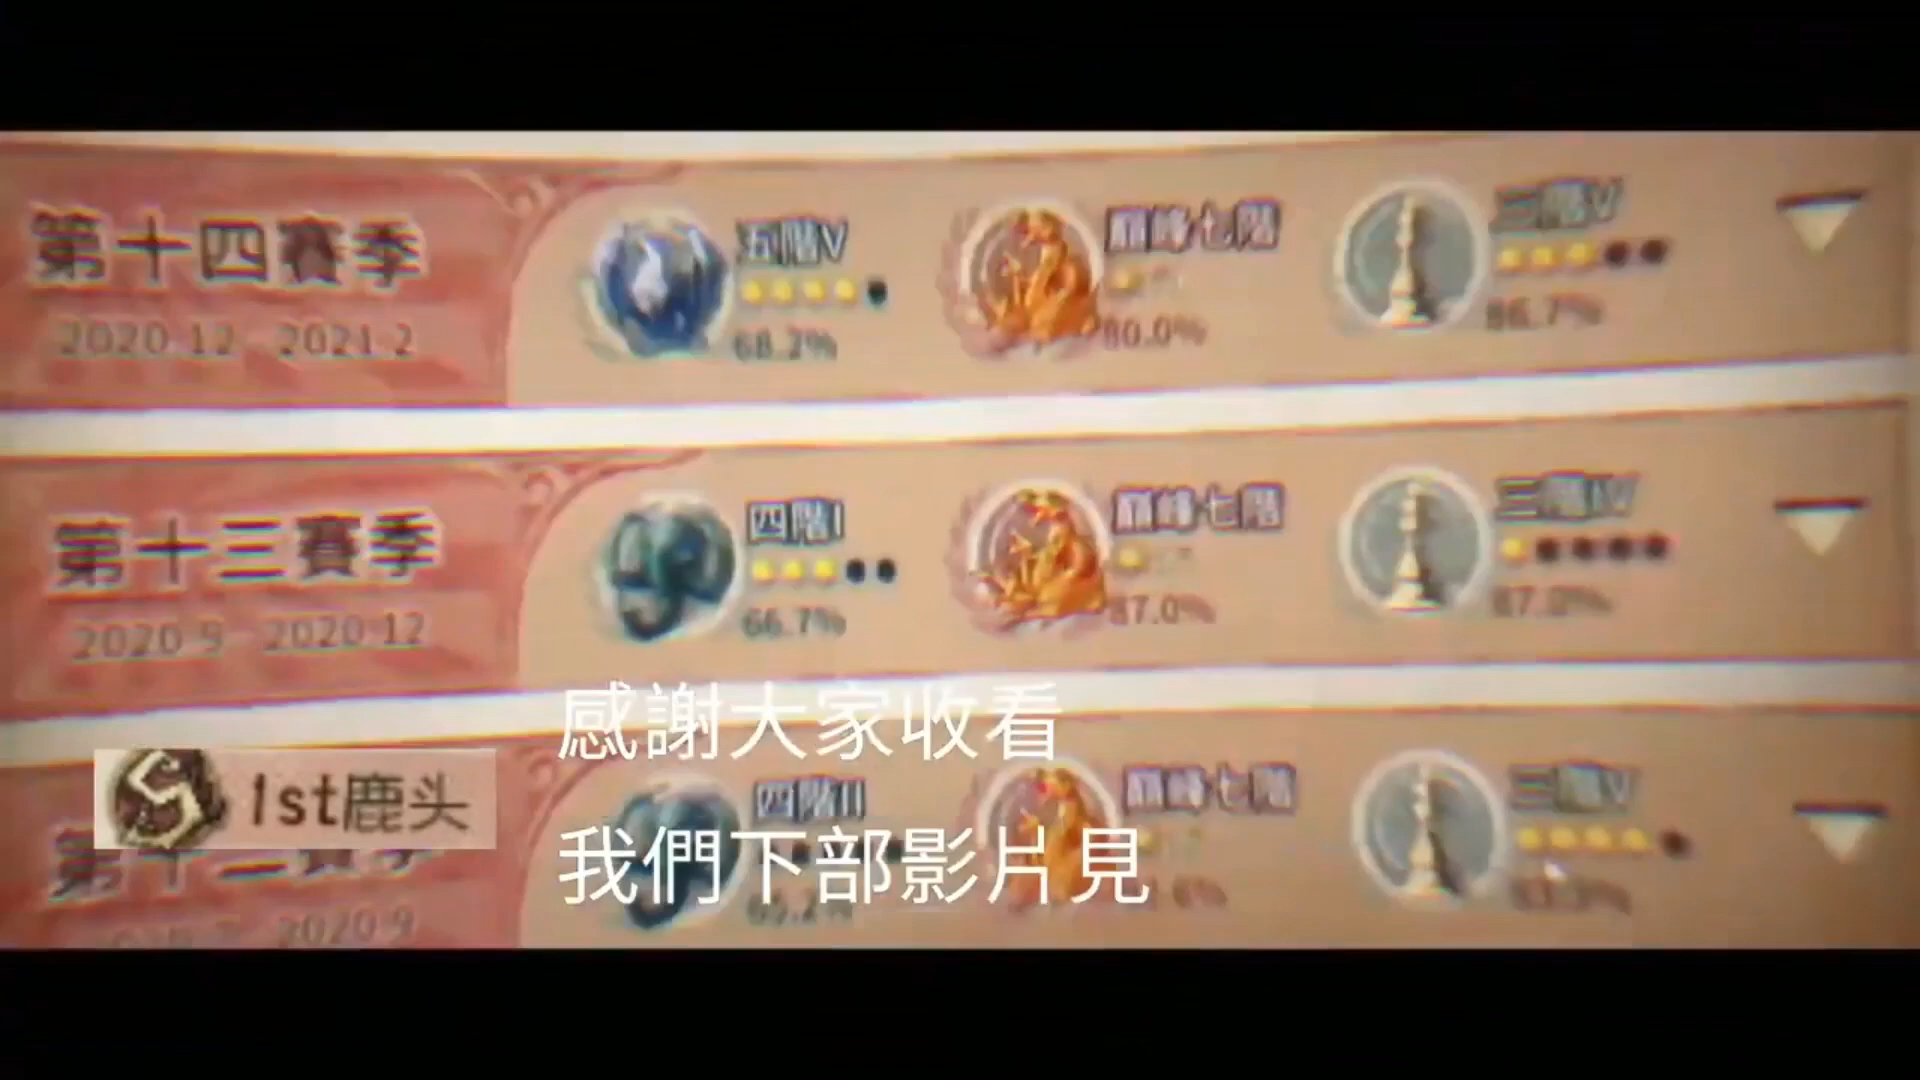 第十四賽季
2020.12 - 2021.2
五階V
68.2%
巔峰七階
80.0%
三階V
86.7%
第十三賽季
2020.9 - 2020.12
四階I
66.7%
巔峰七階
87.0%
三階IV
87.0%
感謝大家收看
1st鹿头
四階II
巔峰七階
三階V
我們下部影片見
65.2%
2020.9